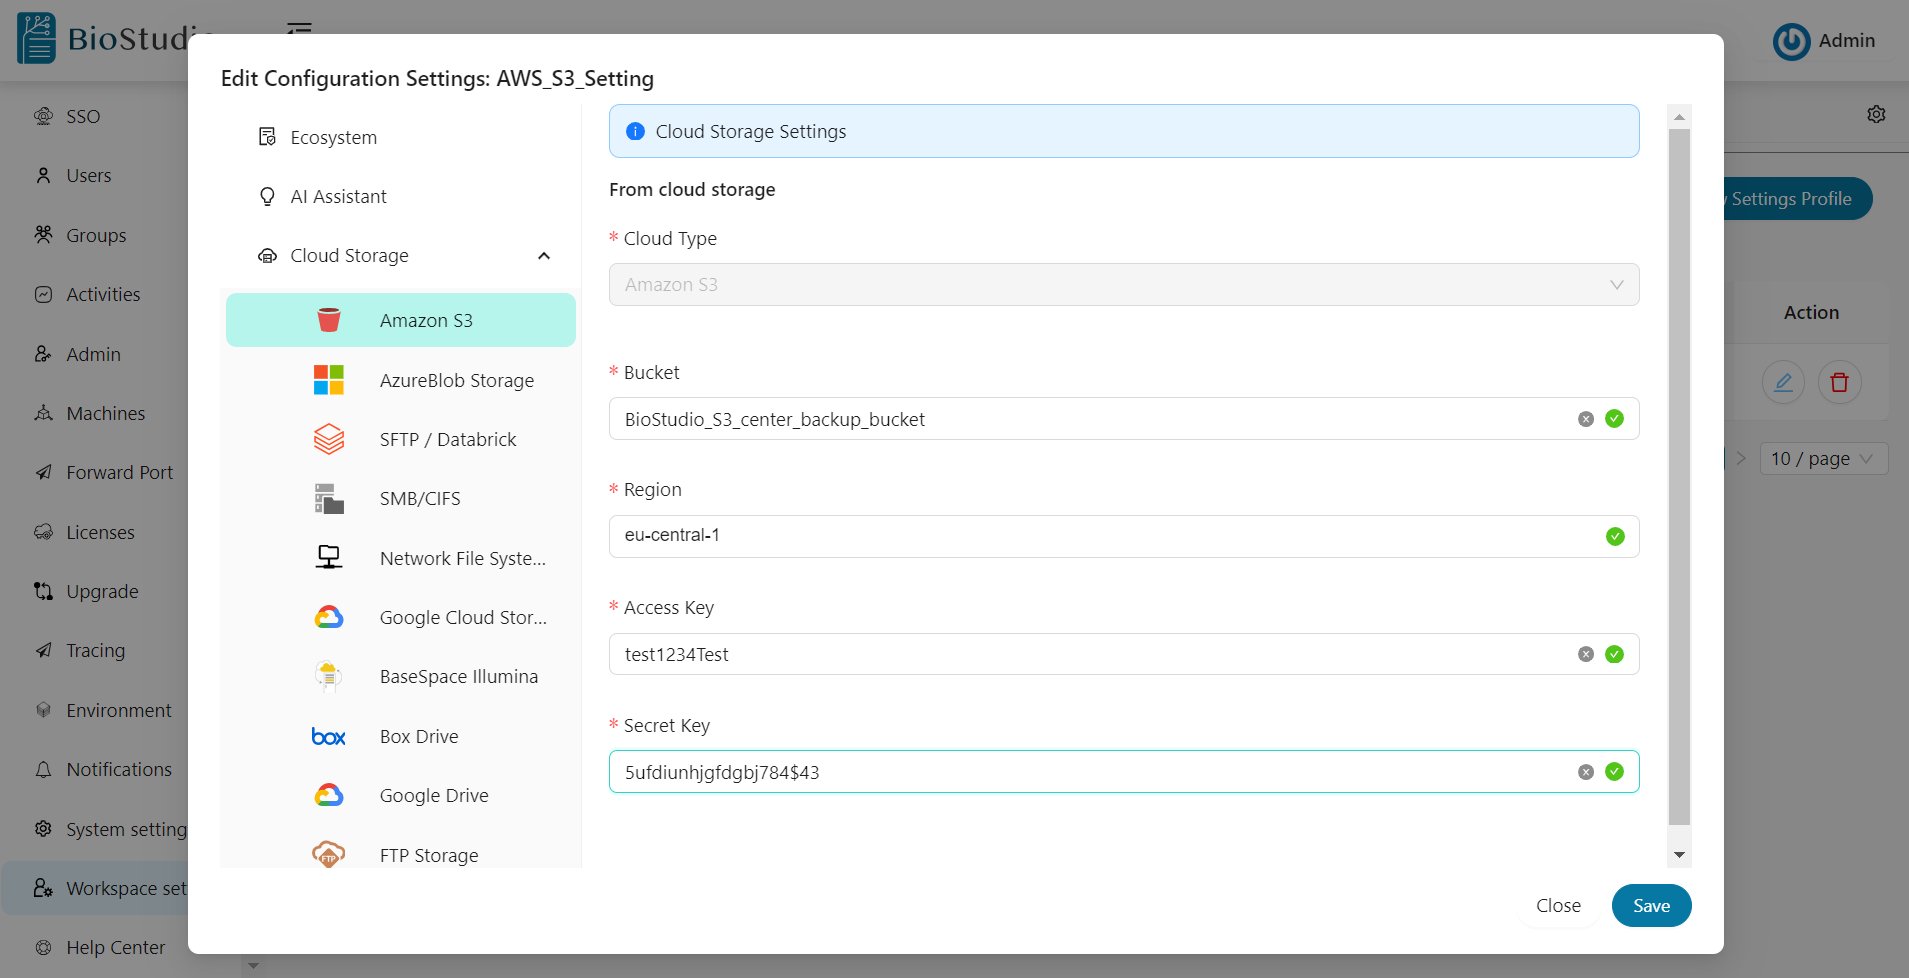 BioStudio
Admin
SSO
Users
Groups
Activities
Admin
Machines
Forward Port
Licenses
Upgrade
Tracing
Environment
Notifications
System setting
Workspace set
Help Center
Edit Configuration Settings: AWS_S3_Setting
Ecosystem
AI Assistant
Cloud Storage
Amazon S3
AzureBlob Storage
SFTP / Databrick
SMB/CIFS
Network File Syste...
Google Cloud Stor...
BaseSpace Illumina
box Box Drive
Google Drive
FTP FTP Storage
Cloud Storage Settings
From cloud storage
* Cloud Type
Amazon S3
* Bucket
BioStudio_S3_center_backup_bucket
* Region
eu-central-1
* Access Key
test1234Test
* Secret Key
5ufdiunhjgfdgbj784$43
Close
Save
Settings Profile
Action
10 / page